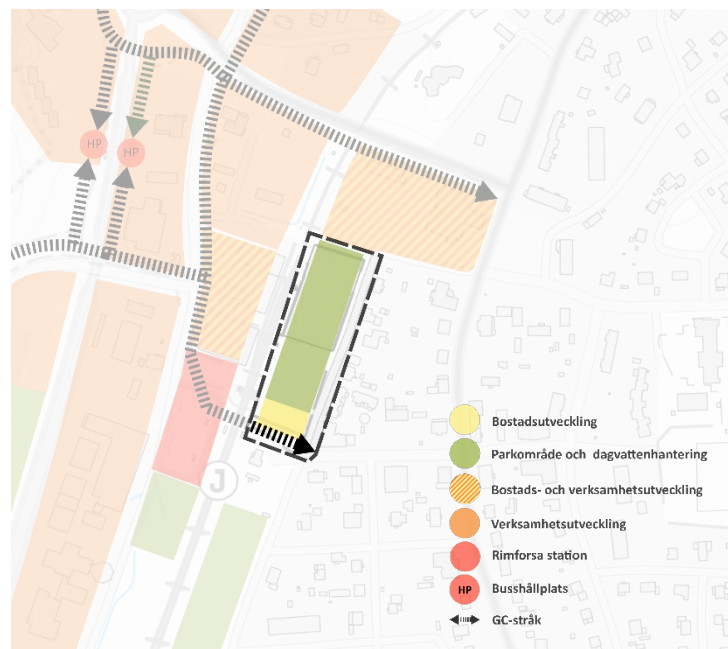 HP
HP
J
Bostadsutveckling
Parkområde och dagvattenhantering
Bostads- och verksamhetsutveckling
Verksamhetsutveckling
Rimforsa station
HP Busshållplats
GC-stråk